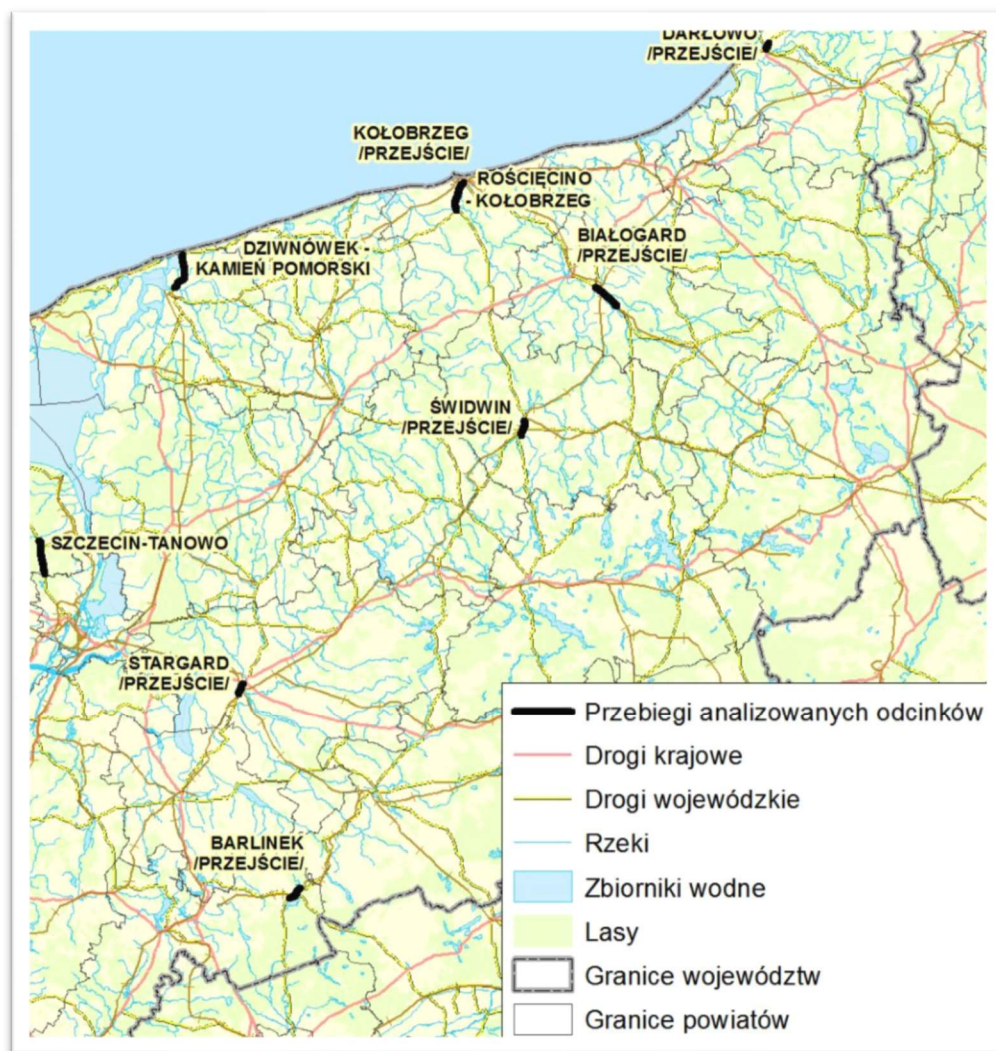 DARŁOWO
/PRZEJŚCIE/
KOŁOBRZEG
/PRZEJŚCIE/
ROŚCIĘCINO
- KOŁOBRZEG
DZIWNÓWEK -
KAMIEŃ POMORSKI
BIAŁOGARD
/PRZEJŚCIE/
ŚWIDWIN
/PRZEJŚCIE/
SZCZECIN-TANOWO
STARGARD
/PRZEJŚCIE/
BARLINEK
/PRZEJŚCIE/
Przebiegi analizowanych odcinków
Drogi krajowe
Drogi wojewódzkie
Rzeki
Zbiorniki wodne
Lasy
Granice województw
Granice powiatów